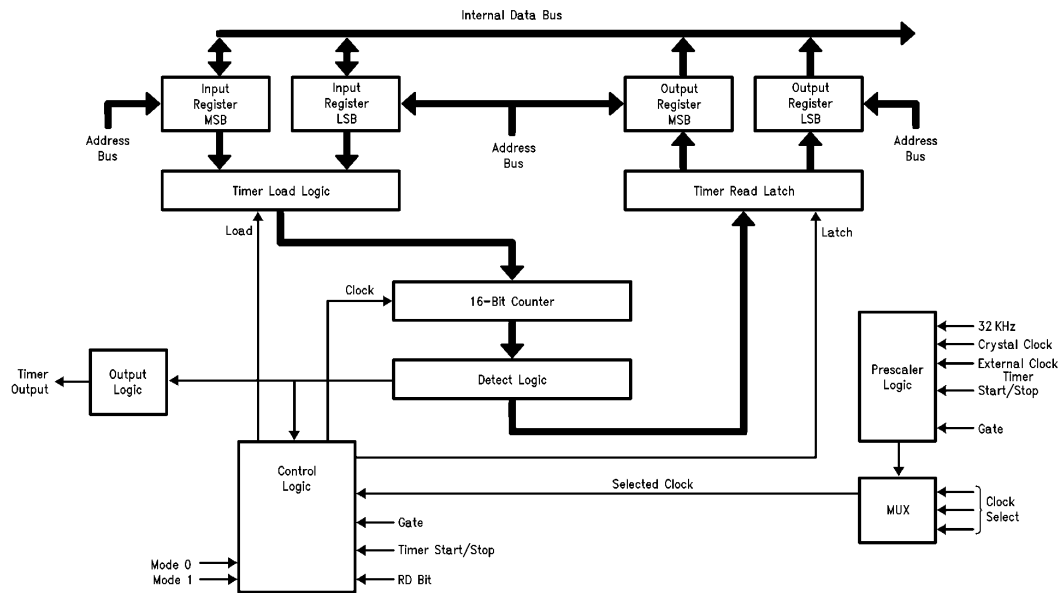 Internal Data Bus
Input
Register
MSB
Input
Register
LSB
Output
Register
MSB
Output
Register
LSB
Address
Bus
Address
Bus
Address
Bus
Timer Load Logic
Timer Read Latch
Load
Latch
Clock
16-Bit Counter
Detect Logic
Timer
Output
Output
Logic
Prescaler
Logic
32 KHz
Crystal Clock
External Clock
Timer
Start/Stop
Gate
Control
Logic
Selected Clock
MUX
Clock
Select
Gate
Timer Start/Stop
RD Bit
Mode 0
Mode 1